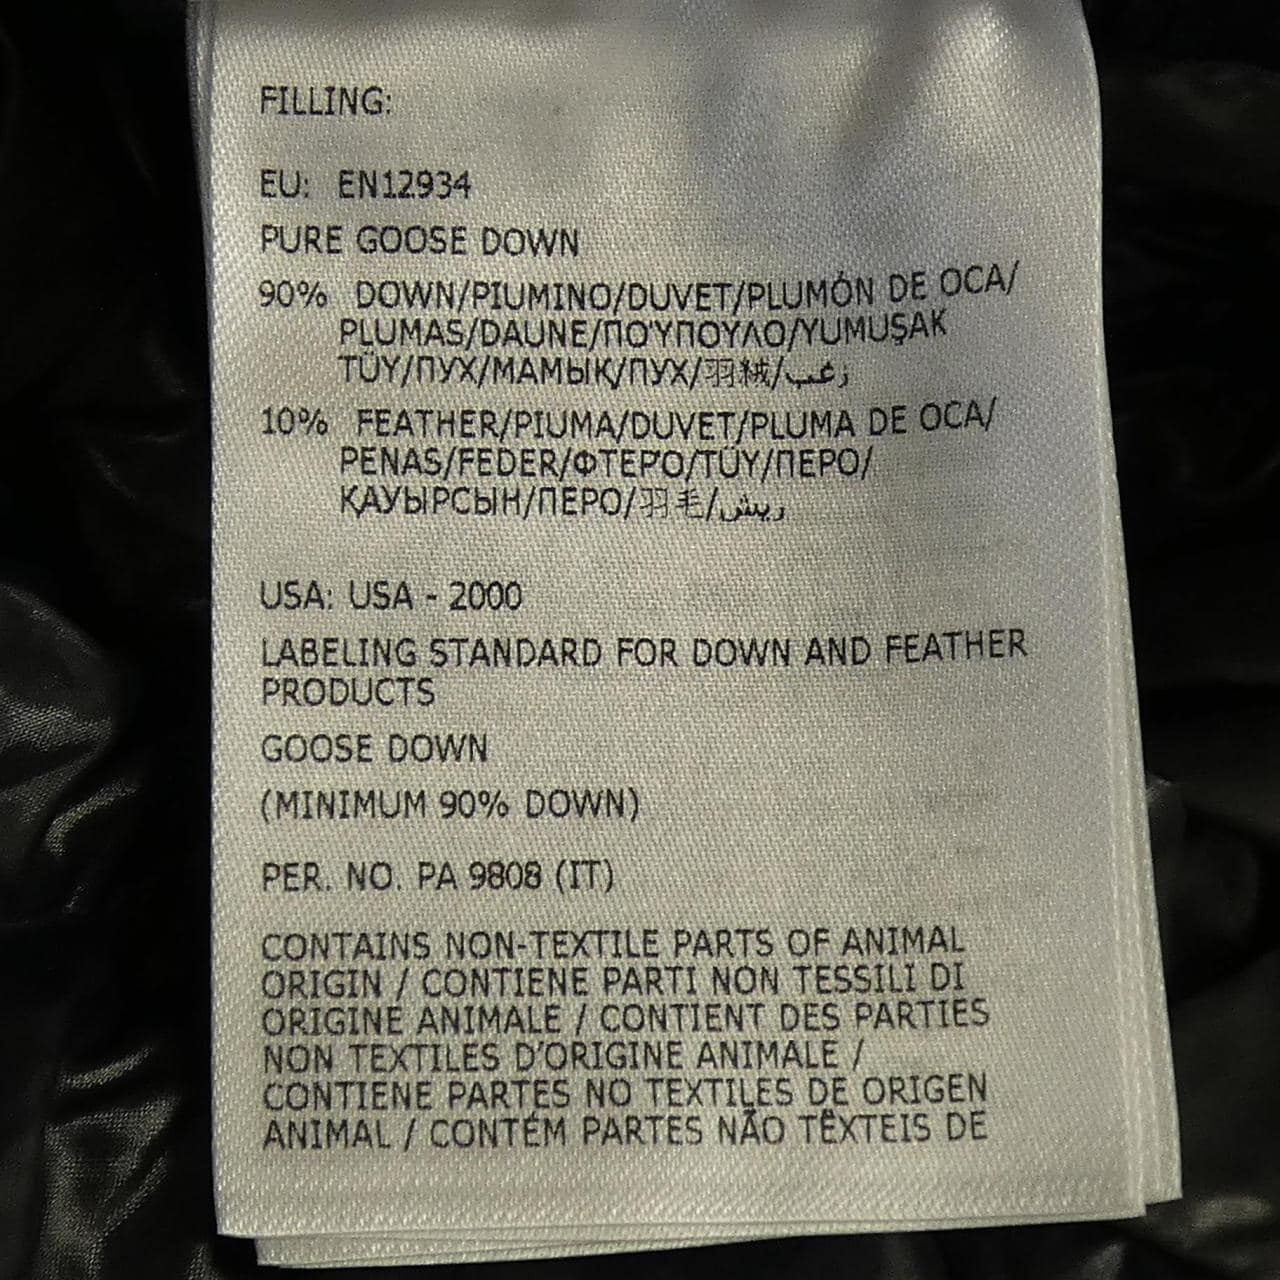 FILLING:
EU: EN12934
PURE GOOSE DOWN
90% DOWN/PIUMINO/DUVET/PLUMÓN DE OCA/
PLUMAS/DAUNE/ΠΟΎΠΟΥΛΟ/YUMUŞAK
TÜY/ПУХ/МАМЫҚ/ПУХ/羽絨/زغب
10% FEATHER/PIUMA/DUVET/PLUMA DE OCA/
PENAS/FEDER/ΦΤΕΡΌ/TÜY/ПЕРО/
ҚАУЫРСЫН/ПЕРО/羽毛/ريش
USA: USA - 2000
LABELING STANDARD FOR DOWN AND FEATHER
PRODUCTS
GOOSE DOWN
(MINIMUM 90% DOWN)
PER. NO. PA 9808 (IT)
CONTAINS NON-TEXTILE PARTS OF ANIMAL
ORIGIN / CONTIENE PARTI NON TESSILI DI
ORIGINE ANIMALE / CONTIENT DES PARTIES
NON TEXTILES D'ORIGINE ANIMALE /
CONTIENE PARTES NO TEXTILES DE ORIGEN
ANIMAL / CONTÉM PARTES NÃO TÊXTEIS DE